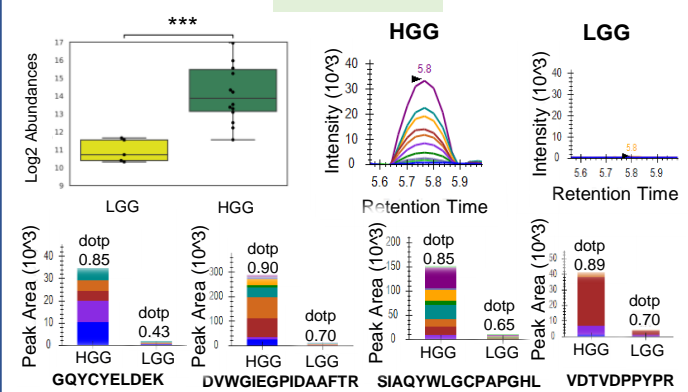 ***
HGG
LGG
Log2 Abundances
17
16
15
14
13
12
11
10
9
LGG
HGG
Intensity (10^3)
40
30
20
10
0
5.8
5.6 5.7 5.8 5.9
Retention Time
Intensity (10^3)
40
30
20
10
0
5.8
5.6 5.7 5.8 5.9
Retention Time
Peak Area (10^3)
40
30
20
10
0
dotp
0.85
dotp
0.43
HGG LGG
GQYCYELDEK
Peak Area (10^3)
300
200
100
0
dotp
0.90
dotp
0.70
HGG LGG
DVWGIEGPIDAAFTR
Peak Area (10^3)
200
150
100
50
0
dotp
0.85
dotp
0.65
HGG LGG
SIAQYWLGCPAPGHL
Peak Area (10^3)
50
40
30
20
10
0
dotp
0.89
dotp
0.70
HGG LGG
VDTVDPPYPR